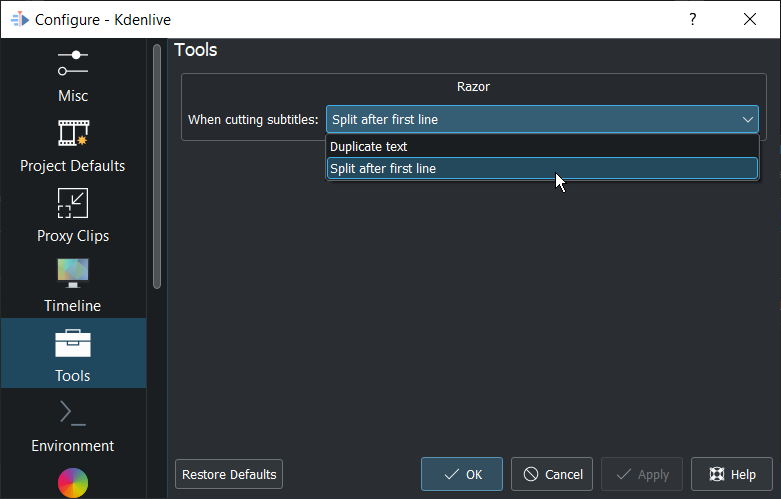 Configure - Kdenlive
?
Misc
Project Defaults
Proxy Clips
Timeline
Tools
Environment
Tools
Razor
When cutting subtitles: Split after first line
Duplicate text
Split after first line
Restore Defaults OK Cancel Apply Help